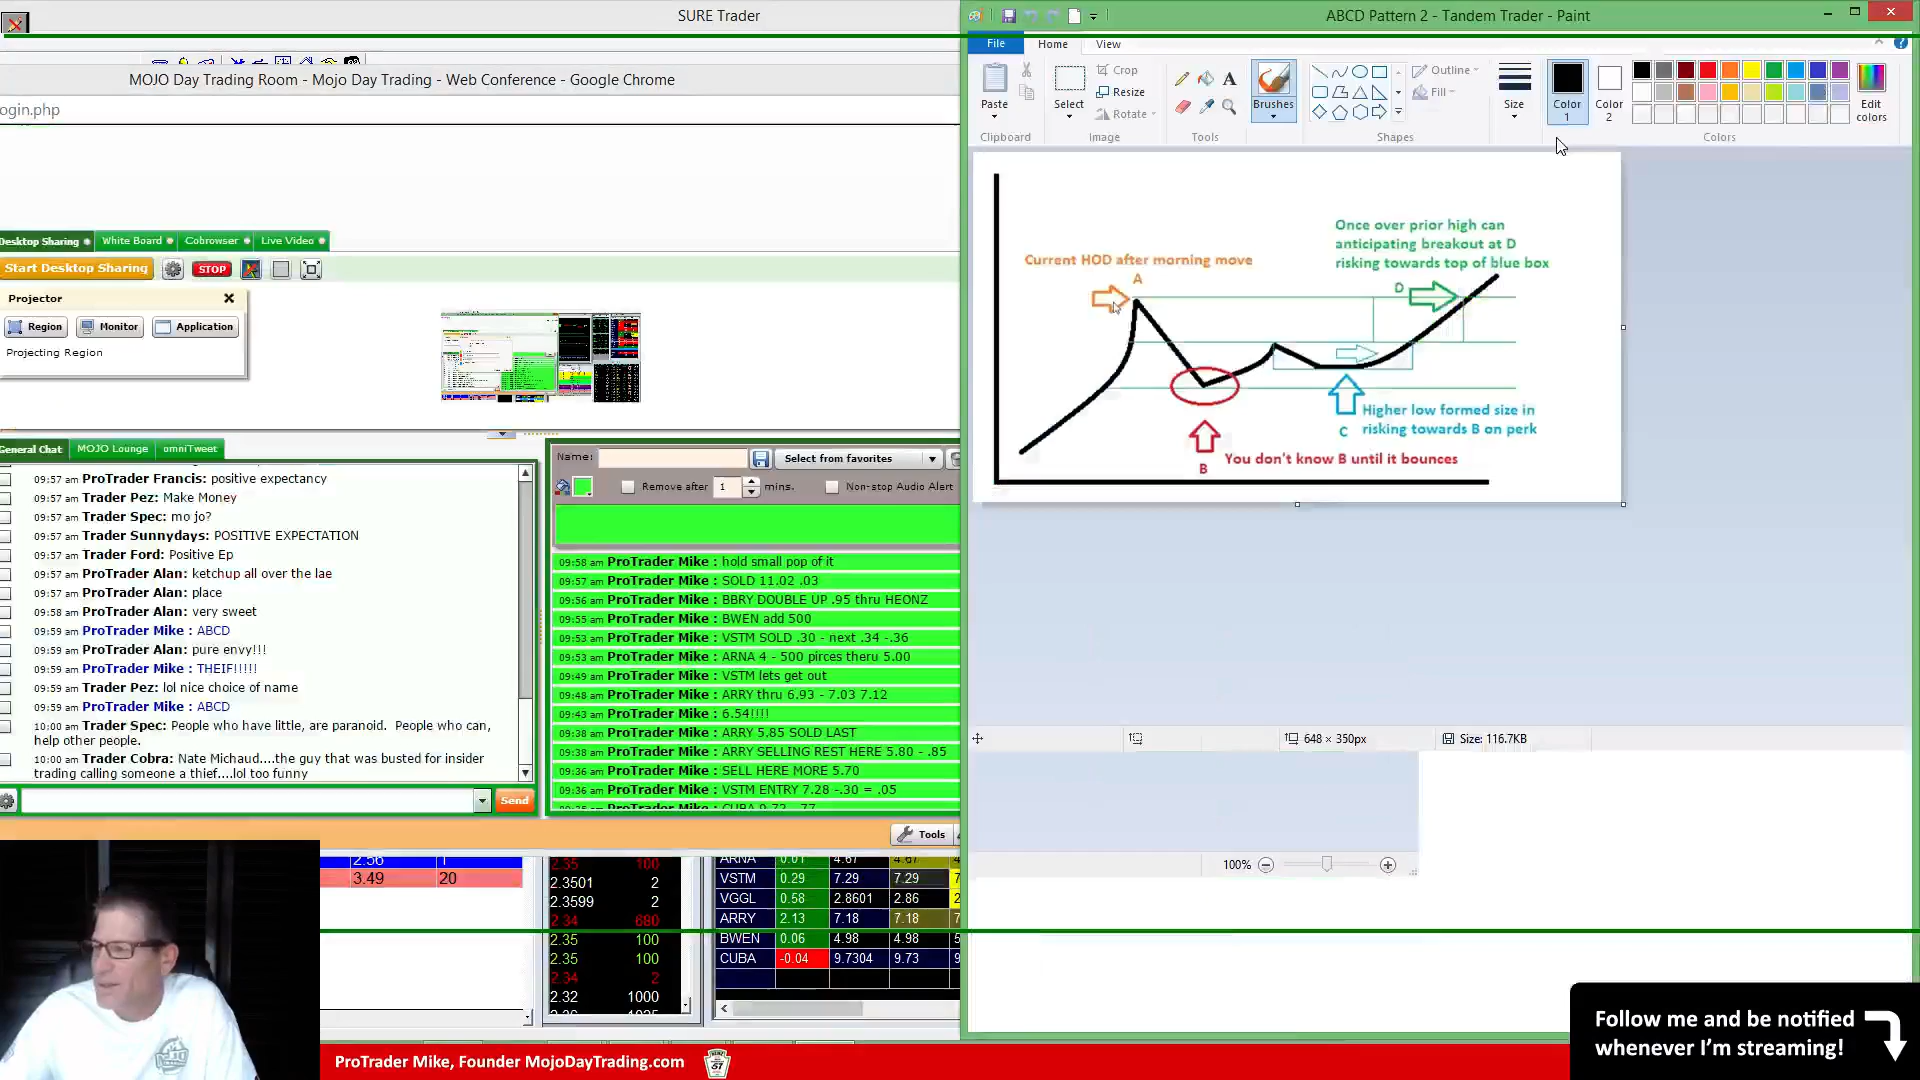 SURE Trader
MOJO Day Trading Room - Mojo Day Trading - Web Conference - Google Chrome
ogin.php
Desktop Sharing
White Board
Cobrowser
Live Video
Start Desktop Sharing
STOP
Projector
Region
Monitor
Application
Projecting Region
General Chat
MOJO Lounge
omniTweet
09:57 am ProTrader Francis: positive expectancy
09:57 am Trader Pez: Make Money
09:57 am Trader Spec: mo jo?
09:57 am Trader Sunnydays: POSITIVE EXPECTATION
09:57 am Trader Ford: Positive Ep
09:57 am ProTrader Alan: ketchup all over the lae
09:57 am ProTrader Alan: place
09:58 am ProTrader Alan: very sweet
09:59 am ProTrader Mike : ABCD
09:59 am ProTrader Alan: pure envy!!!
09:59 am ProTrader Mike : THEIF!!!!!
09:59 am Trader Pez: lol nice choice of name
09:59 am ProTrader Mike : ABCD
10:00 am Trader Spec: People who have little, are paranoid. People who can,
help other people.
10:00 am Trader Cobra: Nate Michaud....the guy that was busted for insider
trading calling someone a thief....lol too funny
Send
Name:
Select from favorites
Remove after 1 mins.
Non-stop Audio Alert
09:58 am ProTrader Mike : hold small pop of it
09:57 am ProTrader Mike : SOLD 11.02 .03
09:56 am ProTrader Mike : BBRY DOUBLE UP .95 thru HEONZ
09:55 am ProTrader Mike : BWEN add 500
09:53 am ProTrader Mike : VSTM SOLD .30 - next .34 -.36
09:53 am ProTrader Mike : ARNA 4 - 500 pirces theru 5.00
09:49 am ProTrader Mike : VSTM lets get out
09:48 am ProTrader Mike : ARRY thru 6.93 - 7.03 7.12
09:43 am ProTrader Mike : 6.54!!!!
09:38 am ProTrader Mike : ARRY 5.85 SOLD LAST
09:38 am ProTrader Mike : ARRY SELLING REST HERE 5.80 - .85
09:36 am ProTrader Mike : SELL HERE MORE 5.70
09:36 am ProTrader Mike : VSTM ENTRY 7.28 -.30 = .05
Tools
2.56 1
3.49 20
2.35 100
2.3501 2
2.3599 2
2.34 680
2.35 100
2.35 100
2.34 2
2.32 1000
ARNA 0.01 4.67 4.67
VSTM 0.29 7.29 7.29
VGGL 0.58 2.8601 2.86
ARRY 2.13 7.18 7.18
BWEN 0.06 4.98 4.98
CUBA -0.04 9.7304 9.73
ABCD Pattern 2 - Tandem Trader - Paint
File
Home
View
Paste
Select
Crop
Resize
Rotate
Brushes
Outline
Fill
Size
Color
1
Color
2
Edit
colors
Clipboard
Image
Tools
Shapes
Colors
Current HOD after morning move
A
Once over prior high can
anticipating breakout at D
risking towards top of blue box
D
Higher low formed size in
C
risking towards B on perk
You don't know B until it bounces
B
648 × 350px
Size: 116.7KB
100%
ProTrader Mike, Founder MojoDayTrading.com
Follow me and be notified
whenever I'm streaming!